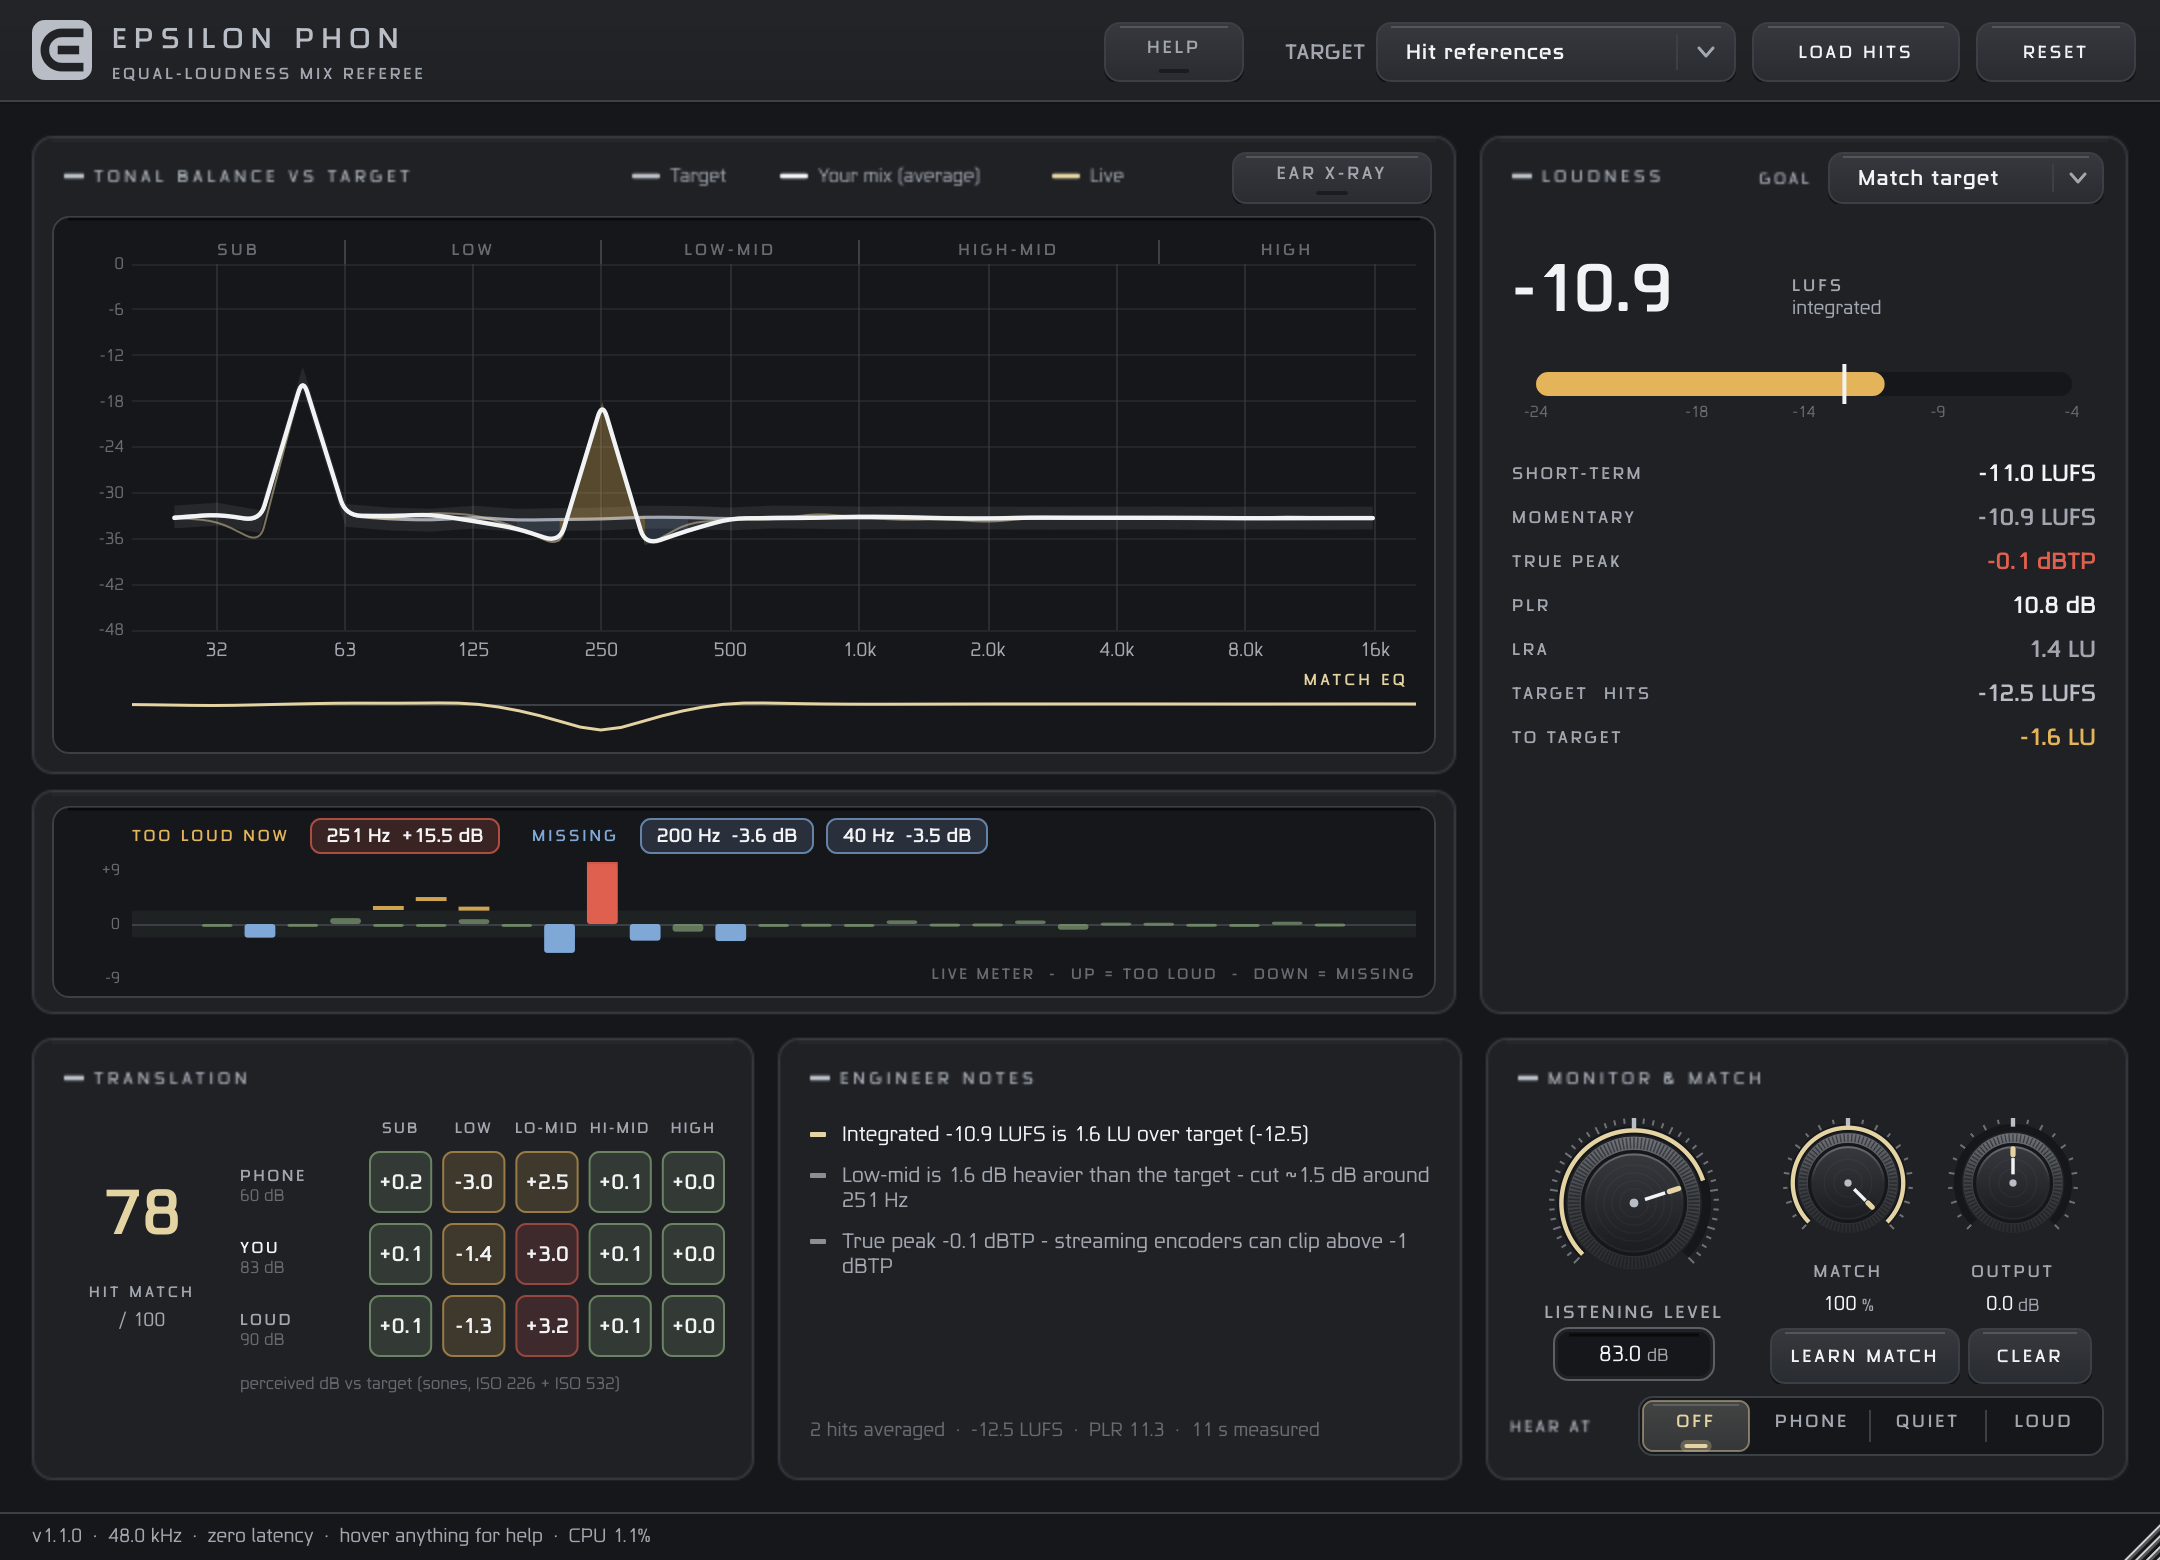 EPSILON PHON
EQUAL-LOUDNESS MIX REFEREE
HELP
TARGET
Hit references
LOAD HITS
RESET
TONAL BALANCE VS TARGET
Target
Your mix (average)
Live
EAR X-RAY
SUB LOW LOW-MID HIGH-MID HIGH
0
-6
-12
-18
-24
-30
-36
-42
-48
32 63 125 250 500 1.0k 2.0k 4.0k 8.0k 16k
MATCH EQ
LOUDNESS
GOAL
Match target
-10.9
LUFS
integrated
-24 -18 -14 -9 -4
SHORT-TERM -11.0 LUFS
MOMENTARY -10.9 LUFS
TRUE PEAK -0.1 dBTP
PLR 10.8 dB
LRA 1.4 LU
TARGET HITS -12.5 LUFS
TO TARGET -1.6 LU
TOO LOUD NOW 251 Hz +15.5 dB MISSING 200 Hz -3.6 dB 40 Hz -3.5 dB
+9
0
-9
LIVE METER - UP = TOO LOUD - DOWN = MISSING
TRANSLATION
SUB LOW LO-MID HI-MID HIGH
PHONE
60 dB
+0.2 -3.0 +2.5 +0.1 +0.0
YOU
83 dB
+0.1 -1.4 +3.0 +0.1 +0.0
LOUD
90 dB
+0.1 -1.3 +3.2 +0.1 +0.0
78
HIT MATCH
/ 100
perceived dB vs target (sones, ISO 226 + ISO 532)
ENGINEER NOTES
Integrated -10.9 LUFS is 1.6 LU over target (-12.5)
Low-mid is 1.6 dB heavier than the target - cut ~1.5 dB around
251 Hz
True peak -0.1 dBTP - streaming encoders can clip above -1
dBTP
2 hits averaged · -12.5 LUFS · PLR 11.3 · 11 s measured
MONITOR & MATCH
LISTENING LEVEL
83.0 dB
MATCH
100 %
OUTPUT
0.0 dB
LEARN MATCH
CLEAR
HEAR AT
OFF PHONE QUIET LOUD
v1.1.0 · 48.0 kHz · zero latency · hover anything for help · CPU 1.1%